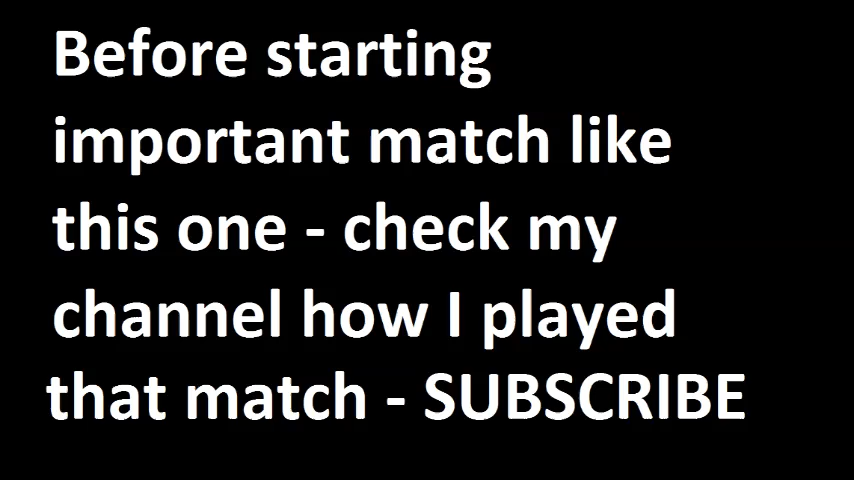 Before starting
important match like
this one - check my
channel how I played
that match - SUBSCRIBE